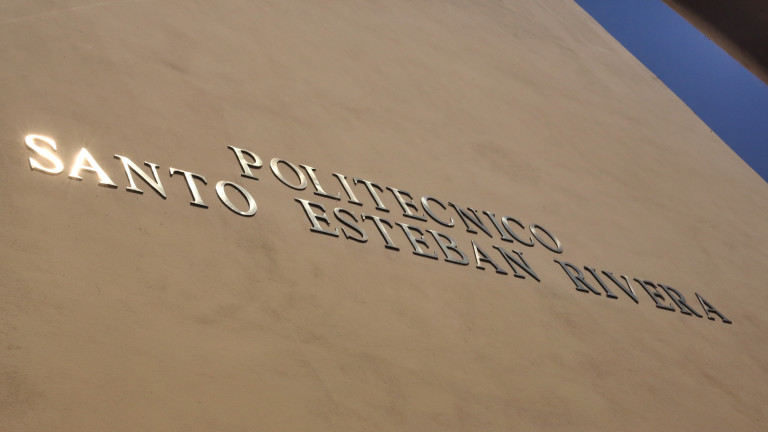 POLITECNICO
SANTO ESTEBAN RIVERA